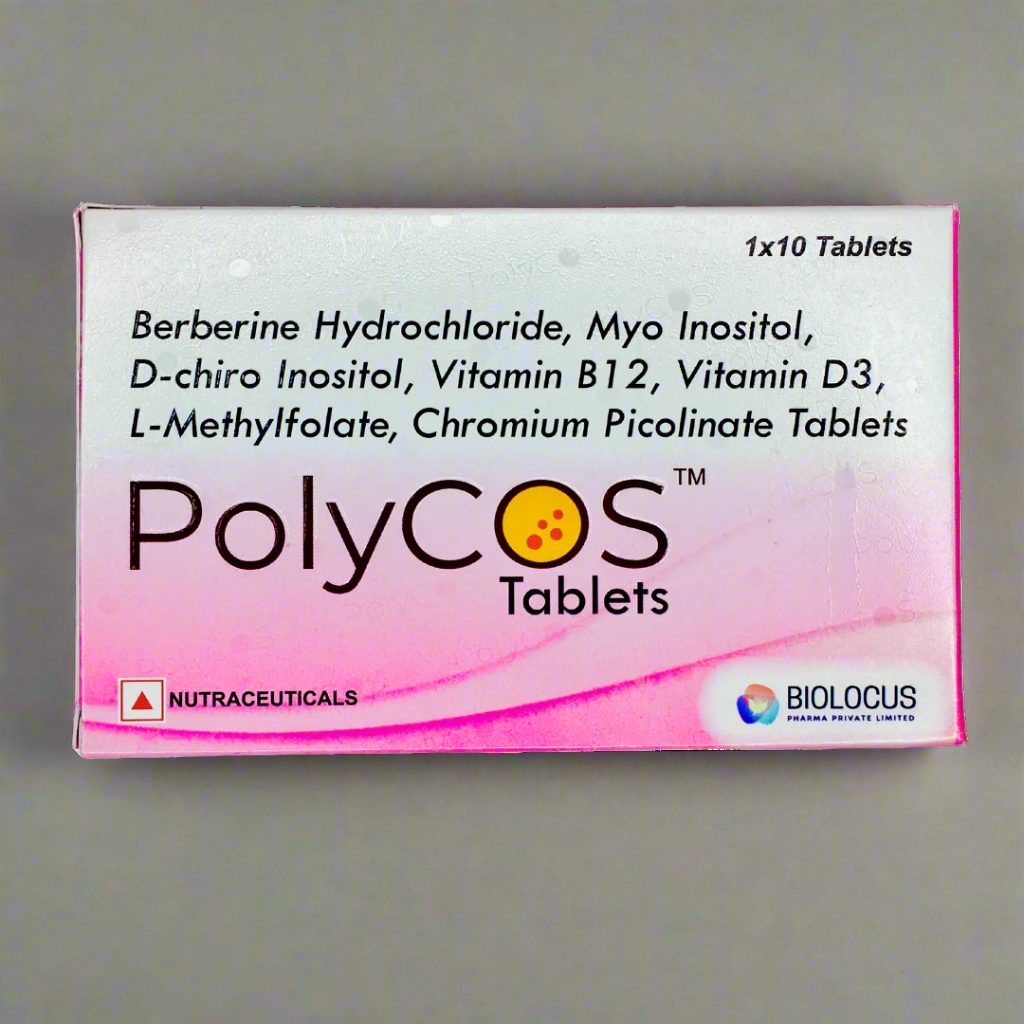 1x10 Tablets
Berberine Hydrochloride, Myo Inositol,
D-chiro Inositol, Vitamin B12, Vitamin D3,
L-Methylfolate, Chromium Picolinate Tablets
PolyCOS™
Tablets
NUTRACEUTICALS
BIOLOCUS
PHARMA PRIVATE LIMITED